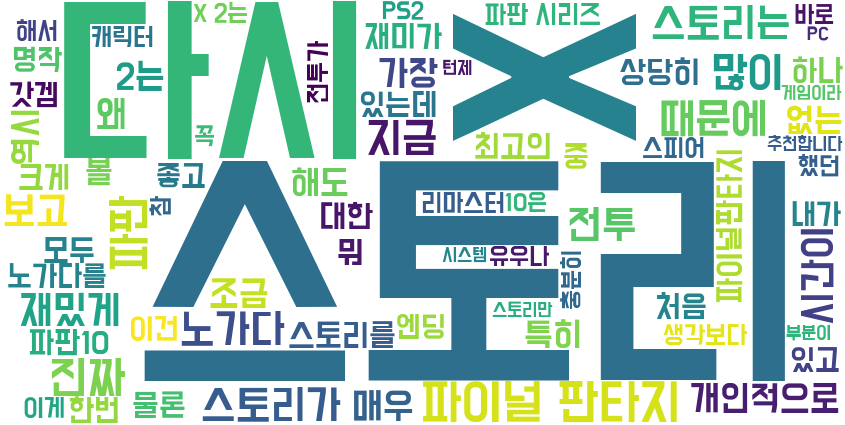 해서
캐릭터
X 2는
PS2
파판 시리즈
스토리는
바로
PC
명작
2는
다시
전투가
재미가
X
상당히
많이
하나
갓겜
왜
꼭
가장
턴제
있는데
지금
때문에
게임이라
없는
역시
크게
볼
좋고
해도
최고의
중
스피어
추천합니다
했던
보고
핀
참
대한
뭔
리마스터
10은
전투
파이널판타지
내가
모두
스토리
시스템
유우나
충분히
시간이
노가다를
조금
처음
재밌게
이건
노가다
스토리를
엔딩
스토리만
특히
생각보다
부분이
파판10
있고
진짜
이게
한번
물론
스토리가
매우
파이널 판타지
개인적으로